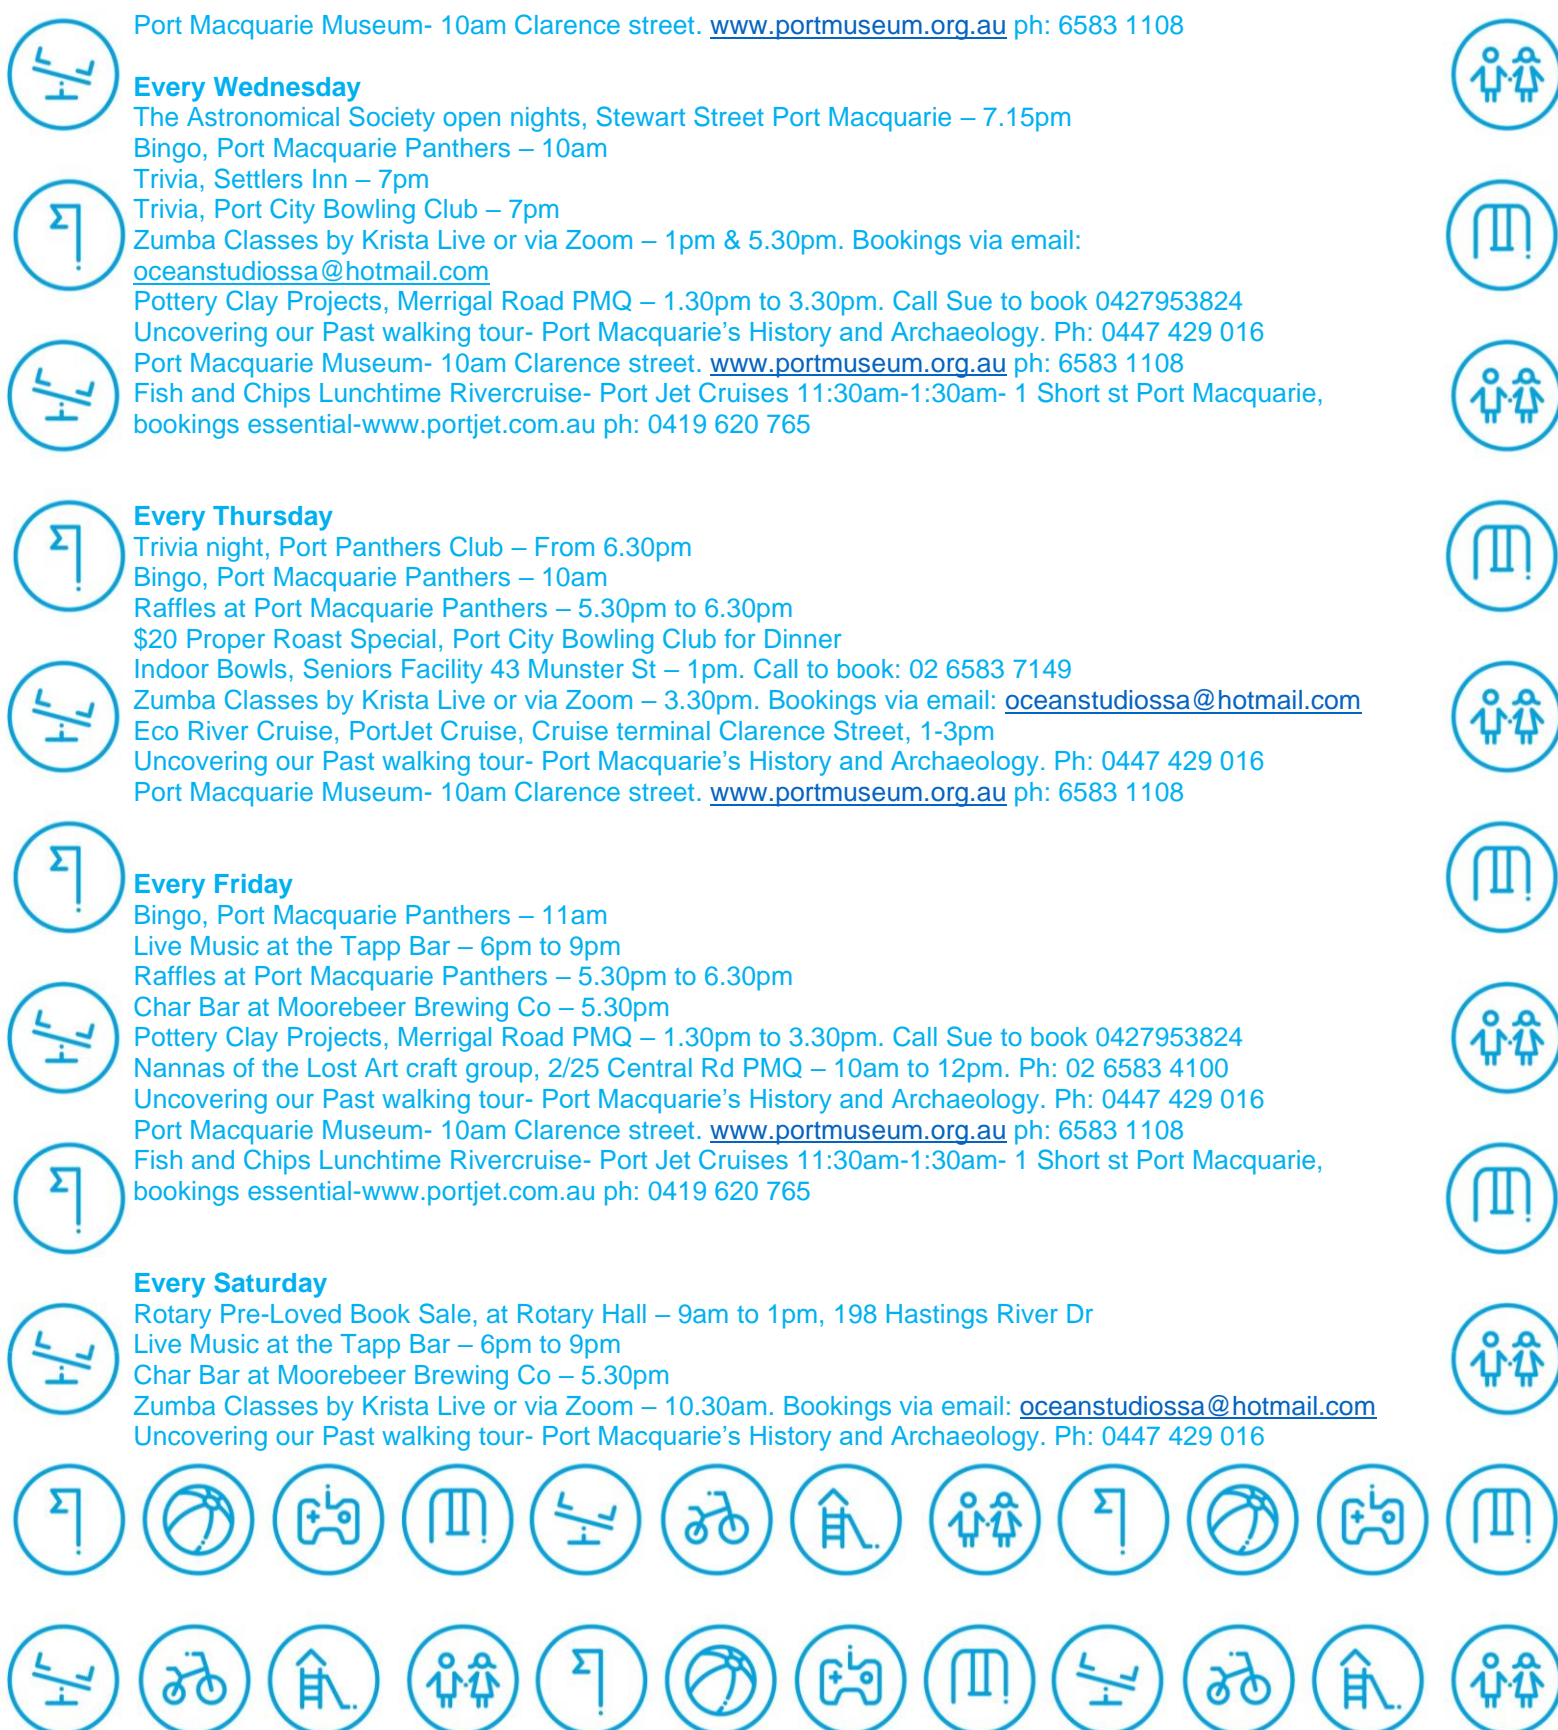 Port Macquarie Museum- 10am Clarence street. www.portmuseum.org.au ph: 6583 1108
Every Wednesday
The Astronomical Society open nights, Stewart Street Port Macquarie – 7.15pm
Bingo, Port Macquarie Panthers – 10am
Trivia, Settlers Inn – 7pm
Trivia, Port City Bowling Club – 7pm
Zumba Classes by Krista Live or via Zoom – 1pm & 5.30pm. Bookings via email:
oceanstudiossa@hotmail.com
Pottery Clay Projects, Merrigal Road PMQ – 1.30pm to 3.30pm. Call Sue to book 0427953824
Uncovering our Past walking tour- Port Macquarie’s History and Archaeology. Ph: 0447 429 016
Port Macquarie Museum- 10am Clarence street. www.portmuseum.org.au ph: 6583 1108
Fish and Chips Lunchtime Rivercruise- Port Jet Cruises 11:30am-1:30am- 1 Short st Port Macquarie,
bookings essential-www.portjet.com.au ph: 0419 620 765
Every Thursday
Trivia night, Port Panthers Club – From 6.30pm
Bingo, Port Macquarie Panthers – 10am
Raffles at Port Macquarie Panthers – 5.30pm to 6.30pm
$20 Proper Roast Special, Port City Bowling Club for Dinner
Indoor Bowls, Seniors Facility 43 Munster St – 1pm. Call to book: 02 6583 7149
Zumba Classes by Krista Live or via Zoom – 3.30pm. Bookings via email: oceanstudiossa@hotmail.com
Eco River Cruise, PortJet Cruise, Cruise terminal Clarence Street, 1-3pm
Uncovering our Past walking tour- Port Macquarie’s History and Archaeology. Ph: 0447 429 016
Port Macquarie Museum- 10am Clarence street. www.portmuseum.org.au ph: 6583 1108
Every Friday
Bingo, Port Macquarie Panthers – 11am
Live Music at the Tapp Bar – 6pm to 9pm
Raffles at Port Macquarie Panthers – 5.30pm to 6.30pm
Char Bar at Moorebeer Brewing Co – 5.30pm
Pottery Clay Projects, Merrigal Road PMQ – 1.30pm to 3.30pm. Call Sue to book 0427953824
Nannas of the Lost Art craft group, 2/25 Central Rd PMQ – 10am to 12pm. Ph: 02 6583 4100
Uncovering our Past walking tour- Port Macquarie’s History and Archaeology. Ph: 0447 429 016
Port Macquarie Museum- 10am Clarence street. www.portmuseum.org.au ph: 6583 1108
Fish and Chips Lunchtime Rivercruise- Port Jet Cruises 11:30am-1:30am- 1 Short st Port Macquarie,
bookings essential-www.portjet.com.au ph: 0419 620 765
Every Saturday
Rotary Pre-Loved Book Sale, at Rotary Hall – 9am to 1pm, 198 Hastings River Dr
Live Music at the Tapp Bar – 6pm to 9pm
Char Bar at Moorebeer Brewing Co – 5.30pm
Zumba Classes by Krista Live or via Zoom – 10.30am. Bookings via email: oceanstudiossa@hotmail.com
Uncovering our Past walking tour- Port Macquarie’s History and Archaeology. Ph: 0447 429 016